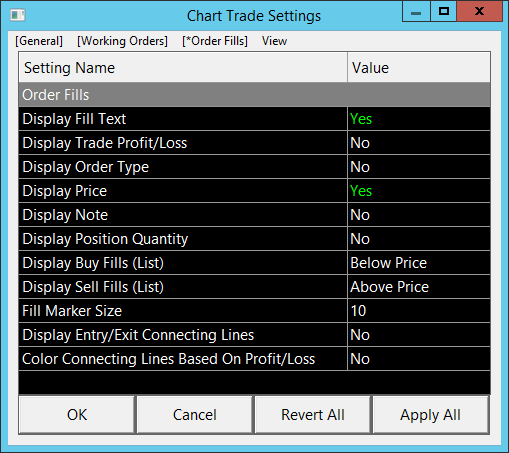 Chart Trade Settings
[General] [Working Orders] [*Order Fills] View
Setting Name Value
Order Fills
Display Fill Text Yes
Display Trade Profit/Loss No
Display Order Type No
Display Price Yes
Display Note No
Display Position Quantity No
Display Buy Fills (List) Below Price
Display Sell Fills (List) Above Price
Fill Marker Size 10
Display Entry/Exit Connecting Lines No
Color Connecting Lines Based On Profit/Loss No
OK Cancel Revert All Apply All